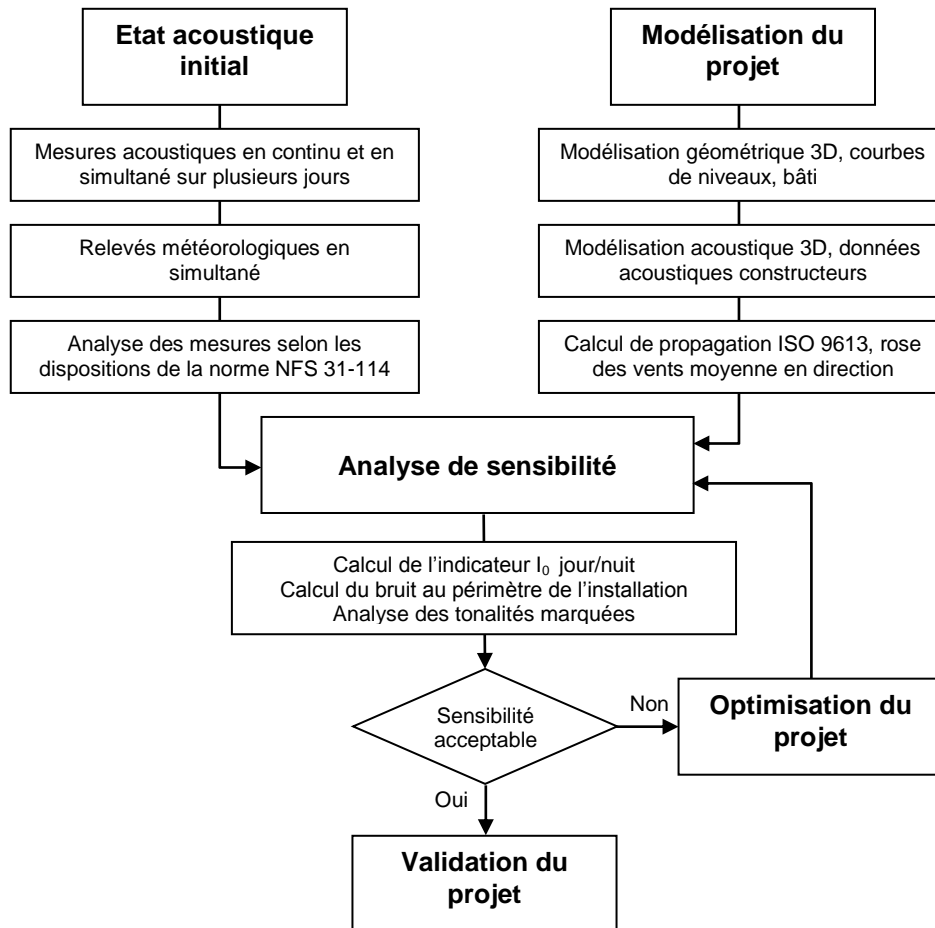 Etat acoustique
initial
Mesures acoustiques en continu et en
simultané sur plusieurs jours
Relevés météorologiques en
simultané
Analyse des mesures selon les
dispositions de la norme NFS 31-114
Modélisation du
projet
Modélisation géométrique 3D, courbes
de niveaux, bâti
Modélisation acoustique 3D, données
acoustiques constructeurs
Calcul de propagation ISO 9613, rose
des vents moyenne en direction
Analyse de sensibilité
Calcul de l’indicateur I₀ jour/nuit
Calcul du bruit au périmètre de l’installation
Analyse des tonalités marquées
Sensibilité
acceptable
Non
Optimisation du
projet
Oui
Validation du
projet